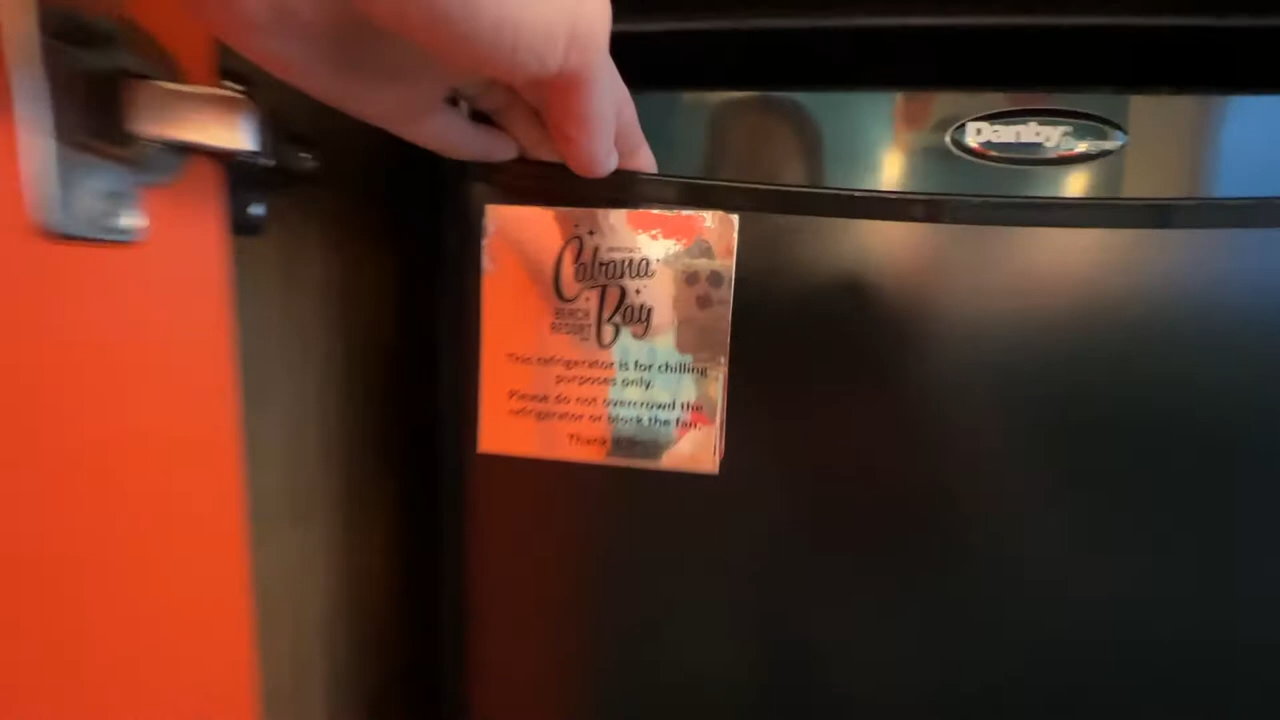 Danby
Cabana
Bay
BEACH
RESORT
This refrigerator is for chilling
purposes only.
Please do not overcrowd the
refrigerator or block the fan.
Thank